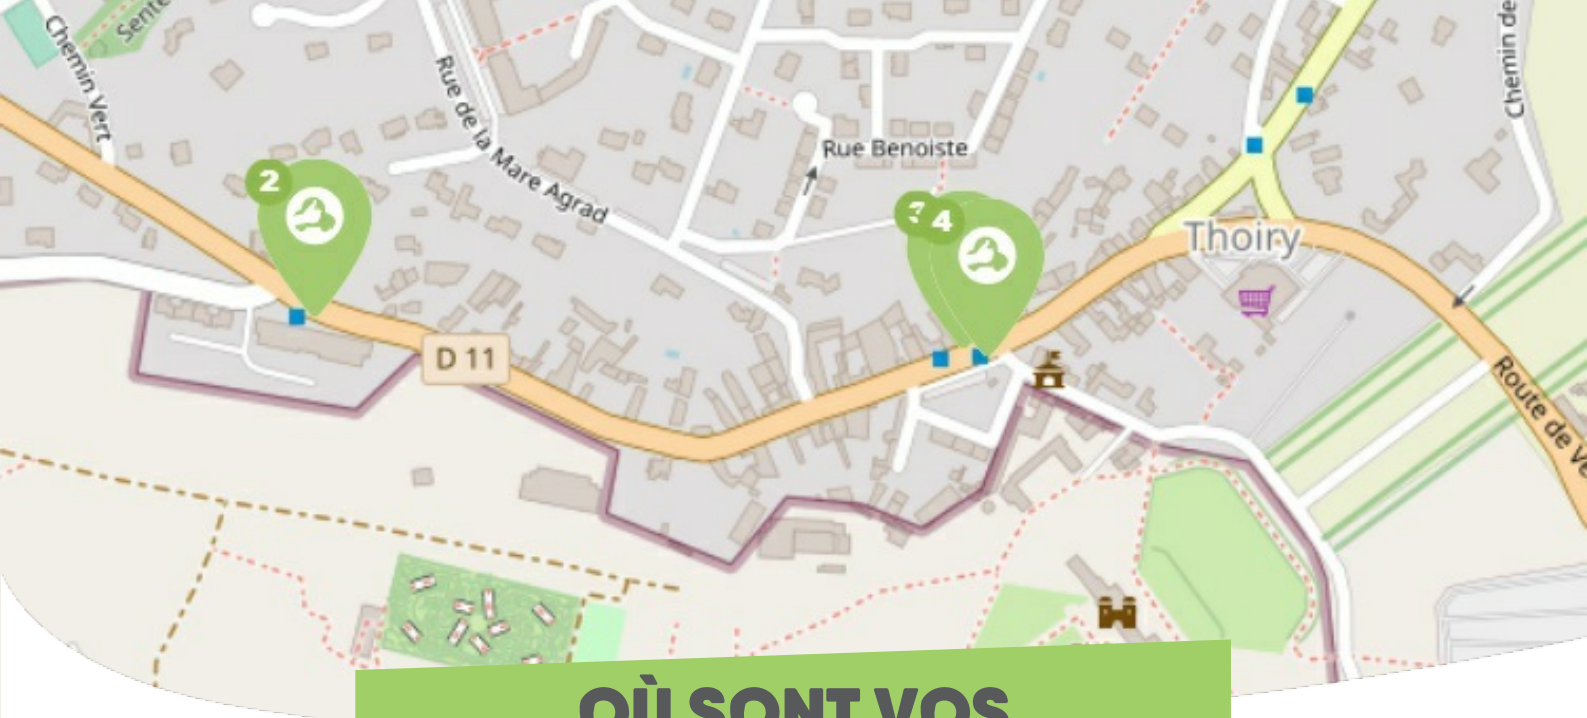 Sente
Chemin Vert
Rue de la Mare Agrad
Chemin de
Rue Benoiste
2
4
Thoiry
D 11
Route de Ve
OÙ SONT VOS